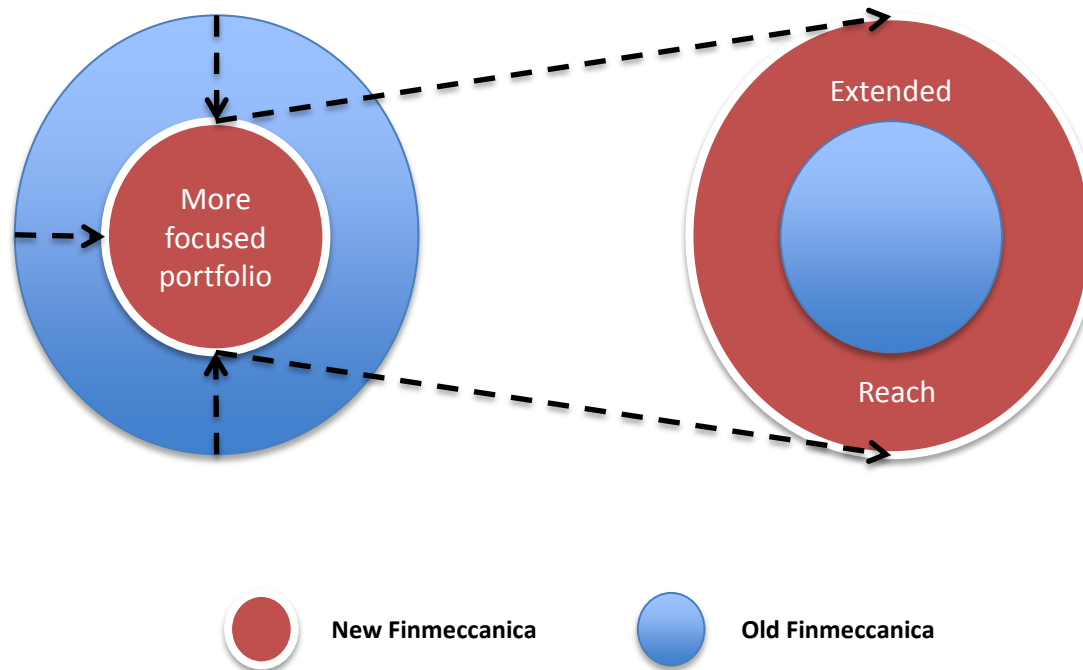 More
focused
portfolio
Extended
Reach
New Finmeccanica
Old Finmeccanica